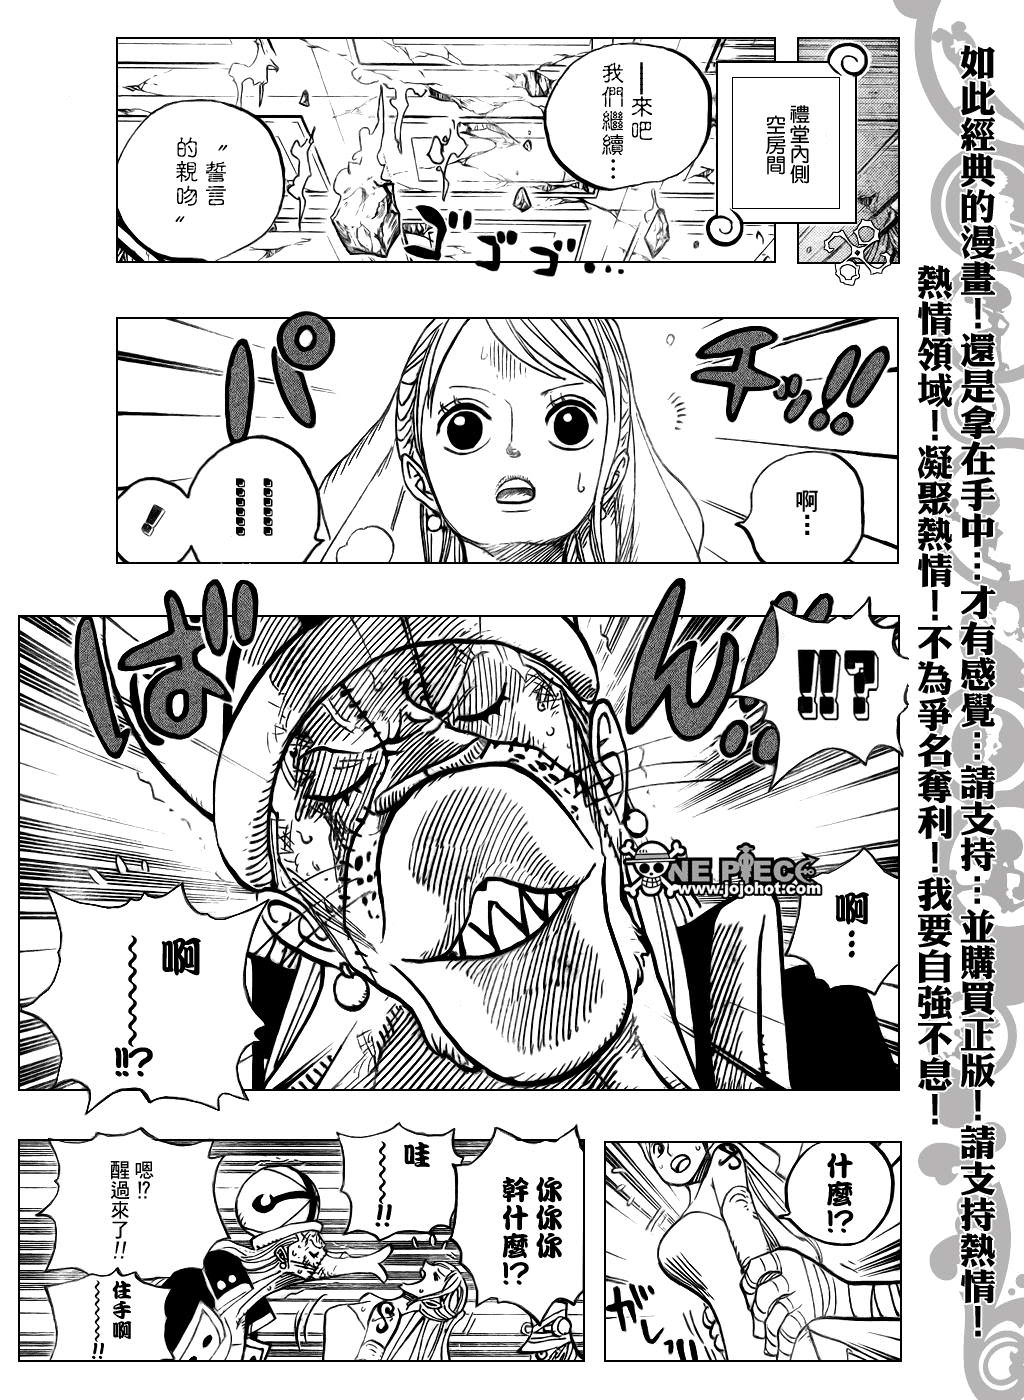 如此經典的漫畫！還是拿在手中…才有感覺…請支持…並購買正版！請支持熱情！
熱情領域！凝聚熱情！不為爭名奪利！我要自強不息！
禮堂內側
空房間
──來吧
我們繼續…
〝誓言
的親吻〞
ゴゴゴ…
チッ!!
パ
啊…
………………
！
!!?
ばん!!
啊…
啊
～～～!!?
ONE PIECE
www.jojohot.com
什麼!?
ガッ
你你你
幹什麼!?
哇
～～!!
嗯!?
醒過來了!!
住手啊
～～!!